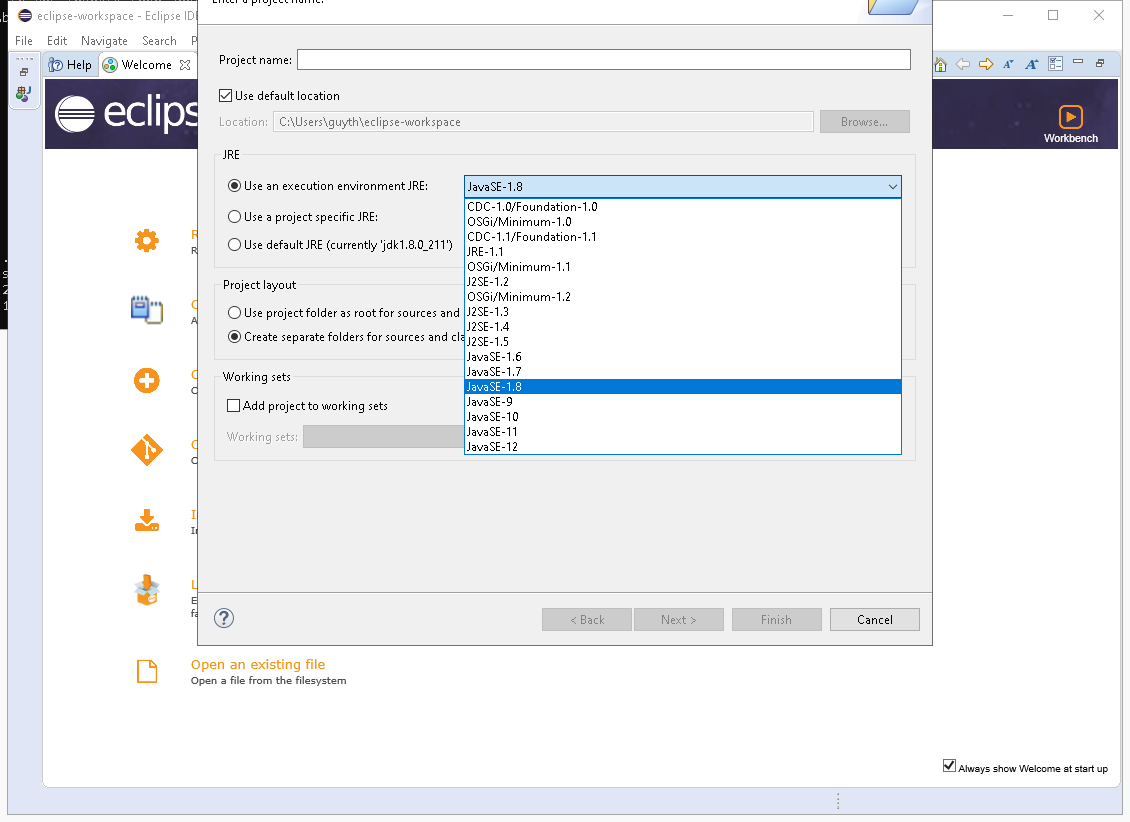 eclipse-workspace - Eclipse IDE
Enter a project name.
File Edit Navigate Search P
Help Welcome
eclips
Workbench
Project name:
Use default location
Location: C:\Users\guyth\eclipse-workspace Browse...
JRE
Use an execution environment JRE: JavaSE-1.8
CDC-1.0/Foundation-1.0
OSGi/Minimum-1.0
CDC-1.1/Foundation-1.1
JRE-1.1
OSGi/Minimum-1.1
J2SE-1.2
OSGi/Minimum-1.2
J2SE-1.3
J2SE-1.4
J2SE-1.5
JavaSE-1.6
JavaSE-1.7
JavaSE-1.8
JavaSE-9
JavaSE-10
JavaSE-11
JavaSE-12
Use a project specific JRE:
Use default JRE (currently 'jdk1.8.0_211')
Project layout
Use project folder as root for sources and
Create separate folders for sources and cla
Working sets
Add project to working sets
Working sets:
< Back Next > Finish Cancel
Open an existing file
Open a file from the filesystem
Always show Welcome at start up